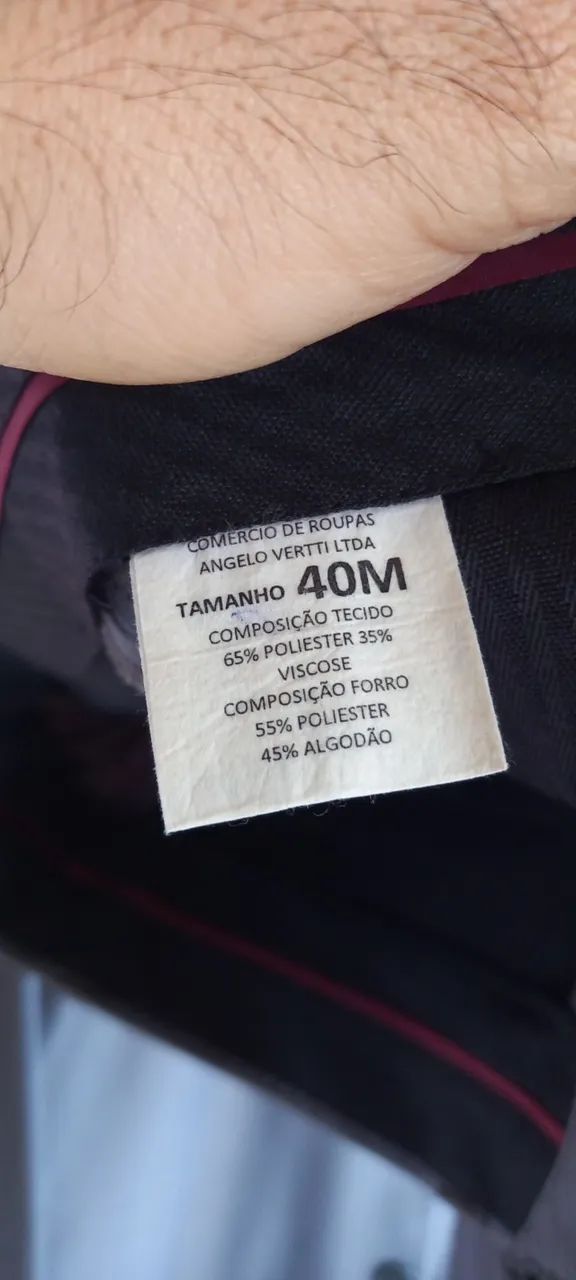 COMERCIO DE ROUPAS
ANGELO VERTTI LTDA
TAMANHO 40M
COMPOSIÇÃO TECIDO
65% POLIESTER 35%
VISCOSE
COMPOSIÇÃO FORRO
55% POLIESTER
45% ALGODÃO